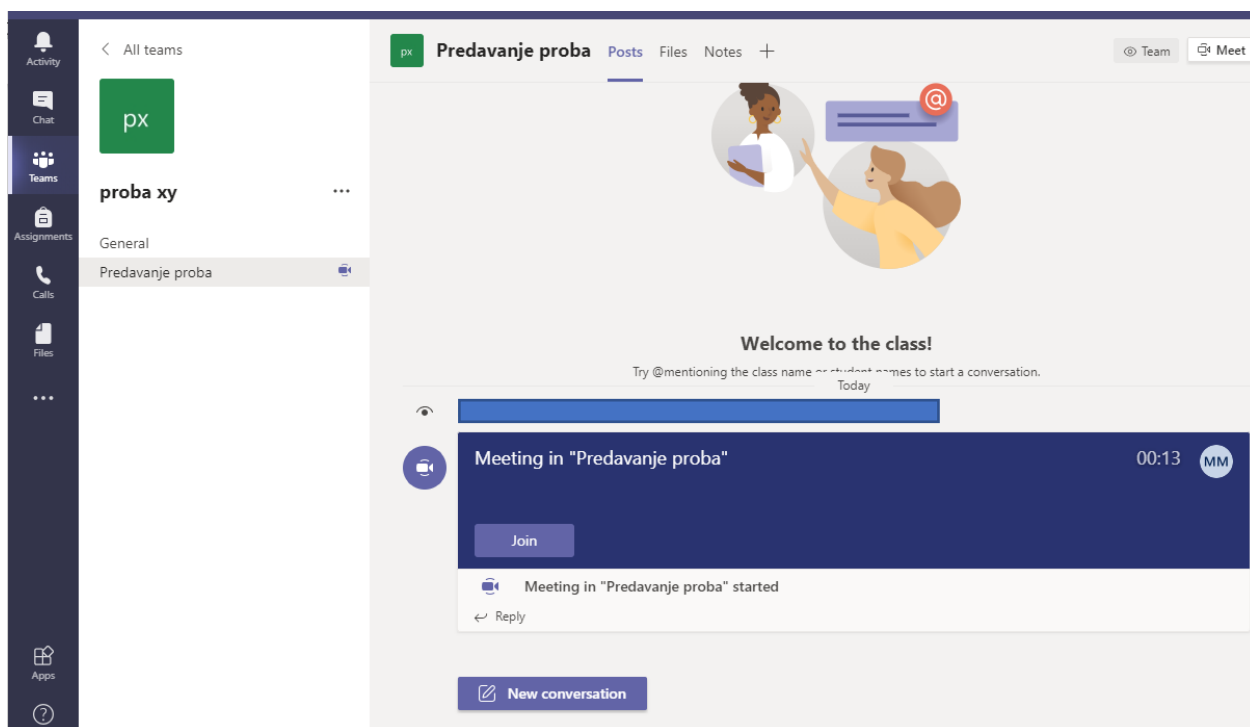 Activity
Chat
Teams
Assignments
Calls
Files
Apps
All teams
px
proba xy
General
Predavanje proba
px Predavanje proba Posts Files Notes
Team Meet
@
Welcome to the class!
Try @mentioning the class name or student names to start a conversation.
Today
Meeting in "Predavanje proba" 00:13 MM
Join
Meeting in "Predavanje proba" started
Reply
New conversation